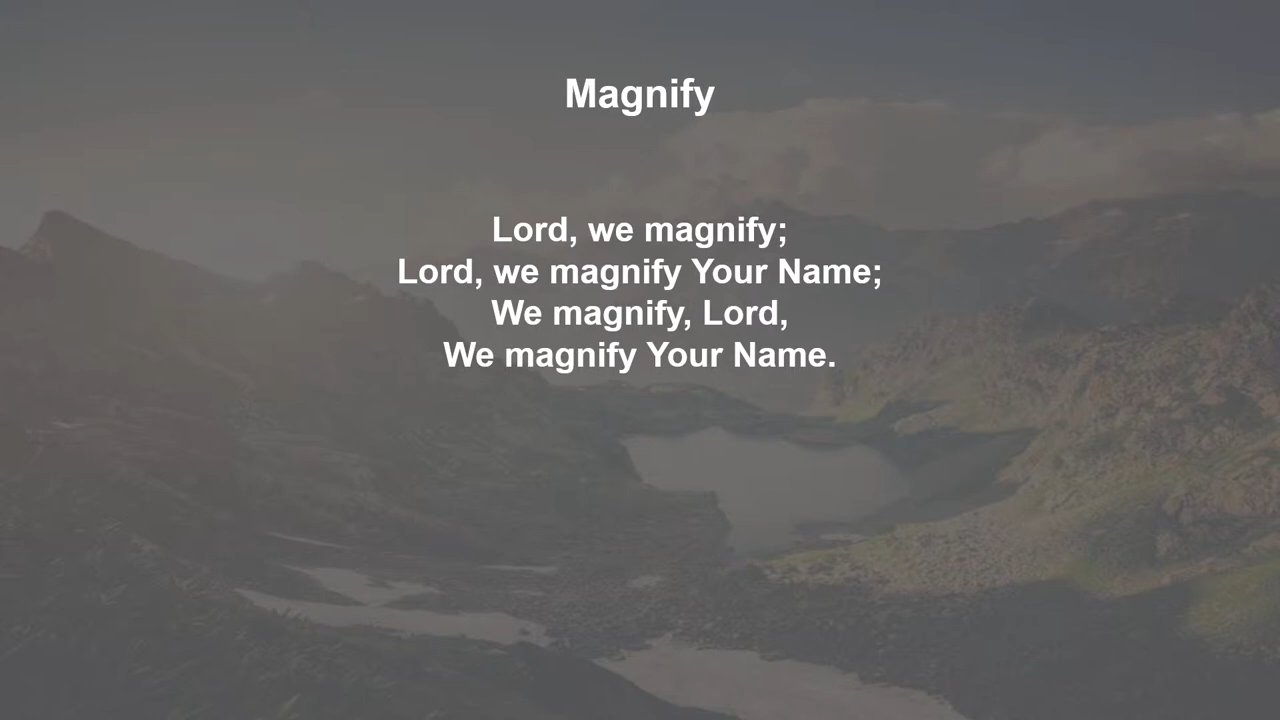 Magnify
Lord, we magnify;
Lord, we magnify Your Name;
We magnify, Lord,
We magnify Your Name.